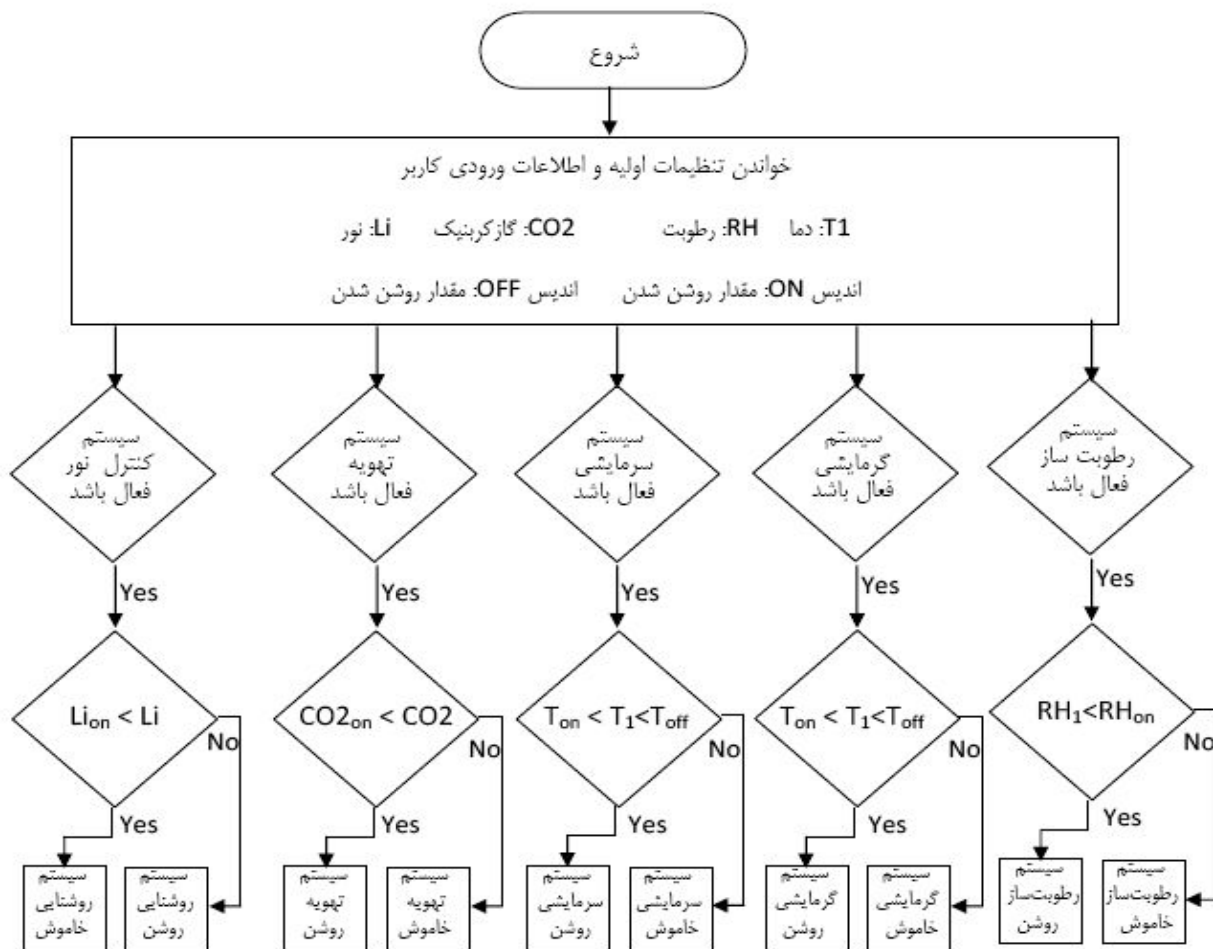 شروع
خواندن تنظیمات اولیه و اطلاعات ورودی کاربر
T1: دما RH: رطوبت CO2: گازکربنیک Li: نور
اندیس ON: مقدار روشن شدن اندیس OFF: مقدار روشن شدن
سیستم
رطوبت ساز
فعال باشد
سیستم
گرمایشی
فعال باشد
سیستم
سرمایشی
فعال باشد
سیستم
تهویه
فعال باشد
سیستم
کنترل نور
فعال باشد
Yes
Yes
Yes
Yes
Yes
RH₁<RHon
No
Ton < T₁<Toff
No
Ton < T₁<Toff
No
CO2on < CO2
No
Lion < Li
No
Yes
Yes
Yes
Yes
Yes
سیستم
رطوبت‌ساز
خاموش
سیستم
رطوبت‌ساز
روشن
سیستم
گرمایشی
خاموش
سیستم
گرمایشی
روشن
سیستم
سرمایشی
خاموش
سیستم
سرمایشی
روشن
سیستم
تهویه
خاموش
سیستم
تهویه
روشن
سیستم
روشنایی
روشن
سیستم
روشنایی
خاموش